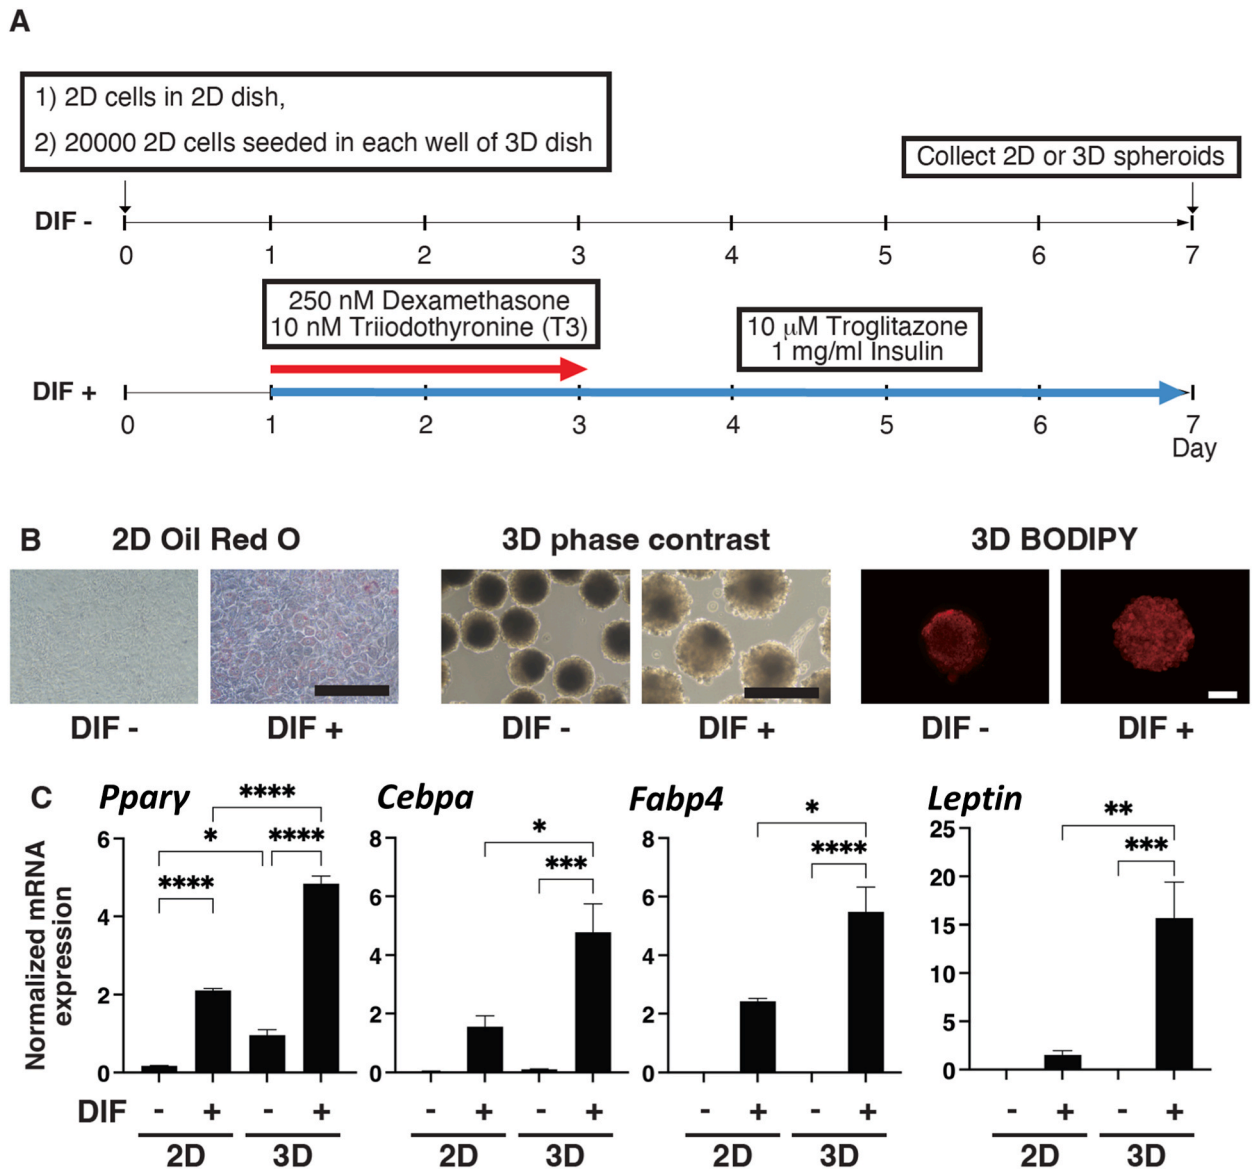 A
1) 2D cells in 2D dish,
2) 20000 2D cells seeded in each well of 3D dish
Collect 2D or 3D spheroids
DIF -
0 1 2 3 4 5 6 7
250 nM Dexamethasone
10 nM Triiodothyronine (T3)
10 μM Troglitazone
1 mg/ml Insulin
DIF +
0 1 2 3 4 5 6 7
Day
B
2D Oil Red O
3D phase contrast
3D BODIPY
DIF - DIF + DIF - DIF + DIF - DIF +
C
Normalized mRNA
expression
Pparγ
****
* ****
****
6
4
2
0
Cebpa
*
***
8
6
4
2
0
Fabp4
*
****
8
6
4
2
0
Leptin
**
***
25
20
15
10
5
0
DIF - + - + - + - + - + - + - + - +
2D 3D 2D 3D 2D 3D 2D 3D